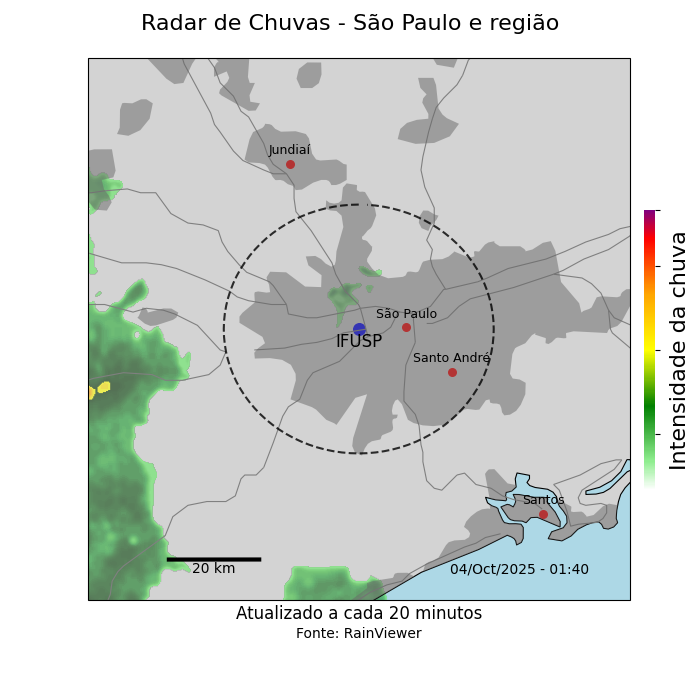 Radar de Chuvas - São Paulo e região
Jundiaí
São Paulo
IFUSP
Santo André
Intensidade da chuva
Santos
20 km
04/Oct/2025 - 01:40
Atualizado a cada 20 minutos
Fonte: RainViewer